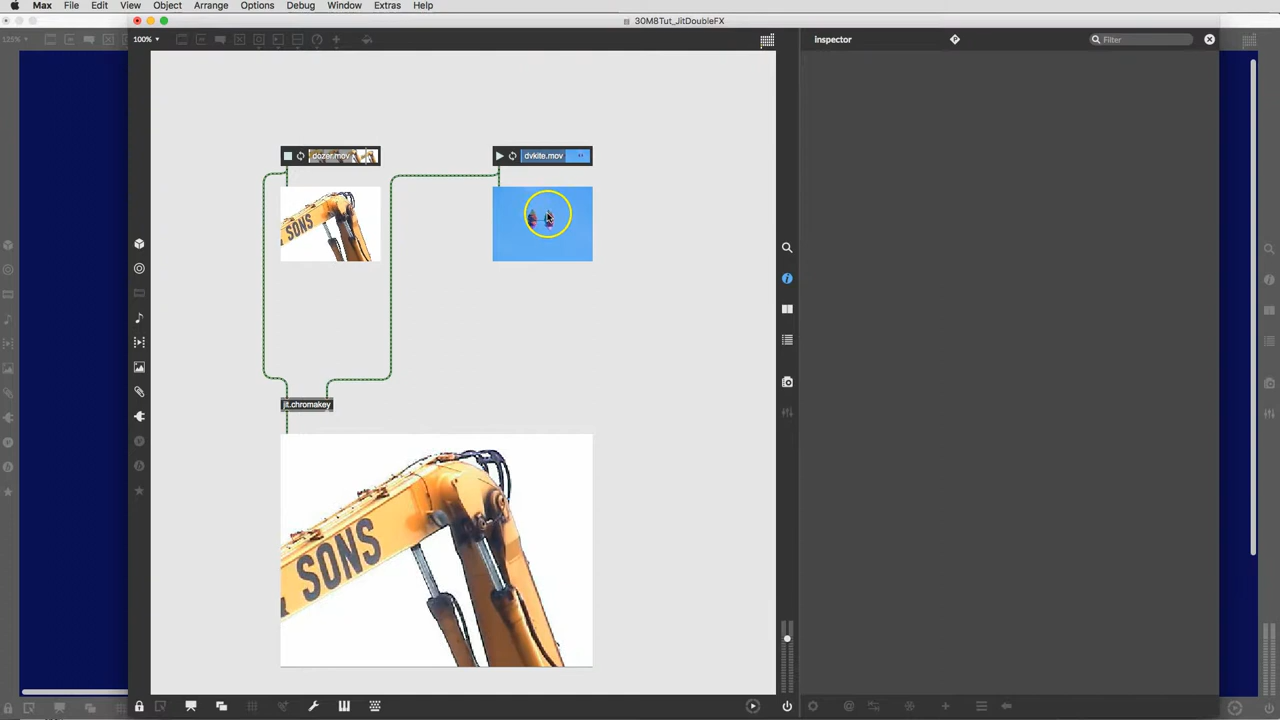 Max File Edit View Object Arrange Options Debug Window Extras Help
30M8Tut_JitDoubleFX
125%
100%
Inspector
Filter
dozer.mov
dvkite.mov
SONS
jit.chromakey
& SONS